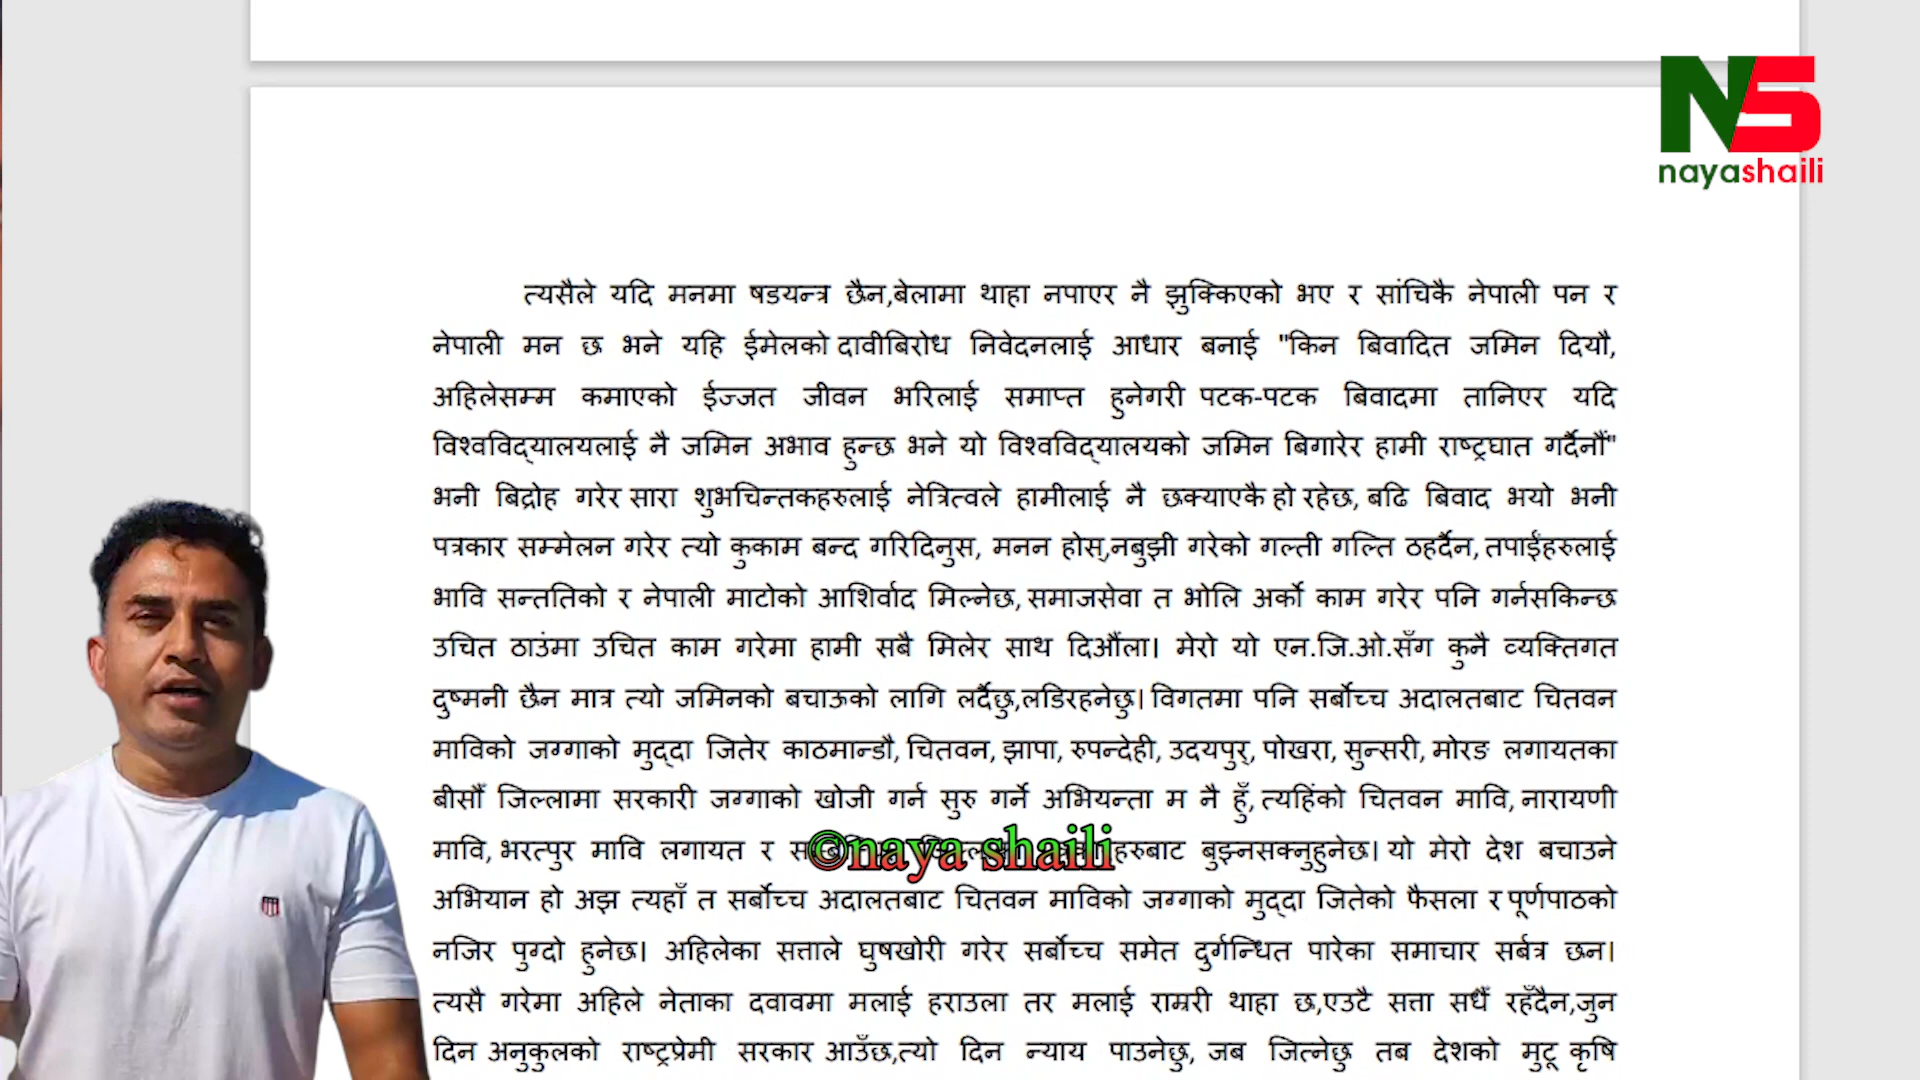 NS
nayashaili
त्यसैले यदि मनमा षडयन्त्र छैन,बेलामा थाहा नपाएर नै झुक्किएको भए र सांचिकै नेपाली पन र
नेपाली मन छ भने यहि ईमेलको दावीबिरोध निवेदनलाई आधार बनाई "किन बिवादित जमिन दियौ,
अहिलेसम्म कमाएको ईज्जत जीवन भरिलाई समाप्त हुनेगरी पटक-पटक बिवादमा तानिएर यदि
विश्वविद्यालयलाई नै जमिन अभाव हुन्छ भने यो विश्वविद्यालयको जमिन बिगारेर हामी राष्ट्रघात गर्दैनौं"
भनी बिद्रोह गरेर सारा शुभचिन्तकहरुलाई नेत्रित्वले हामीलाई नै छक्याएकै हो रहेछ, बढि बिवाद भयो भनी
पत्रकार सम्मेलन गरेर त्यो कुकाम बन्द गरिदिनुस, मनन होस्,नबुझी गरेको गल्ती गल्ति ठहर्दैन, तपाईंहरुलाई
भावि सन्ततिको र नेपाली माटोको आशिर्वाद मिल्नेछ, समाजसेवा त भोलि अर्को काम गरेर पनि गर्नसकिन्छ
उचित ठाउंमा उचित काम गरेमा हामी सबै मिलेर साथ दिऔंला। मेरो यो एन.जि.ओ.सँग कुनै व्यक्तिगत
दुष्मनी छैन मात्र त्यो जमिनको बचाऊको लागि लर्दैछु,लडिरहनेछु। विगतमा पनि सर्बोच्च अदालतबाट चितवन
माविको जग्गाको मुद्दा जितेर काठमान्डौ, चितवन, झापा, रुपन्देही, उदयपुर्, पोखरा, सुन्सरी, मोरङ लगायतका
बीसौँ जिल्लामा सरकारी जग्गाको खोजी गर्न सुरु गर्ने अभियन्ता म नै हुँ, त्यहिंको चितवन मावि, नारायणी
मावि, भरत्पुर मावि लगायत र हरुबाट बुझ्नसक्नुहुनेछ। यो मेरो देश बचाउने
©naya shaili
अभियान हो अझ त्यहाँ त सर्बोच्च अदालतबाट चितवन माविको जग्गाको मुद्दा जितेको फैसला र पूर्णपाठको
नजिर पुग्दो हुनेछ। अहिलेका सत्ताले घुषखोरी गरेर सर्बोच्च समेत दुर्गन्धित पारेका समाचार सर्बत्र छन।
त्यसै गरेमा अहिले नेताका दवावमा मलाई हराउला तर मलाई राम्ररी थाहा छ,एउटै सत्ता सधैँ रहँदैन,जुन
दिन अनुकुलको राष्ट्रप्रेमी सरकार आउँछ,त्यो दिन न्याय पाउनेछु, जब जित्नेछु तब देशको मुटू कृषि